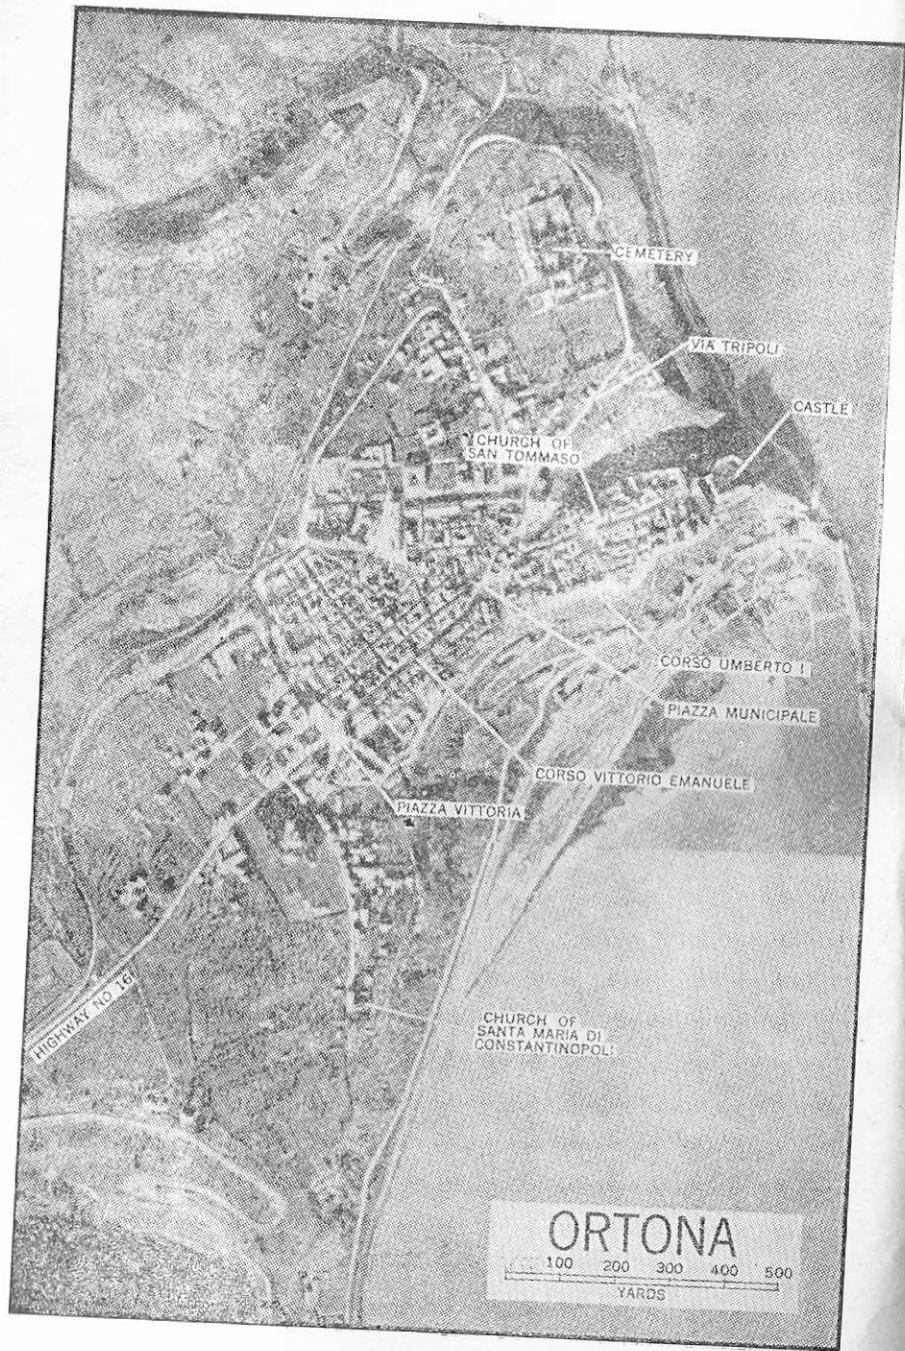 CEMETERY
VIA TRIPOLI
CASTLE
CHURCH OF
SAN TOMMASO
CORSO UMBERTO I
PIAZZA MUNICIPALE
CORSO VITTORIO EMANUELE
PIAZZA VITTORIA
HIGHWAY NO 16
CHURCH OF
SANTA MARIA DI
CONSTANTINOPOLI
ORTONA
100 200 300 400 500
YARDS